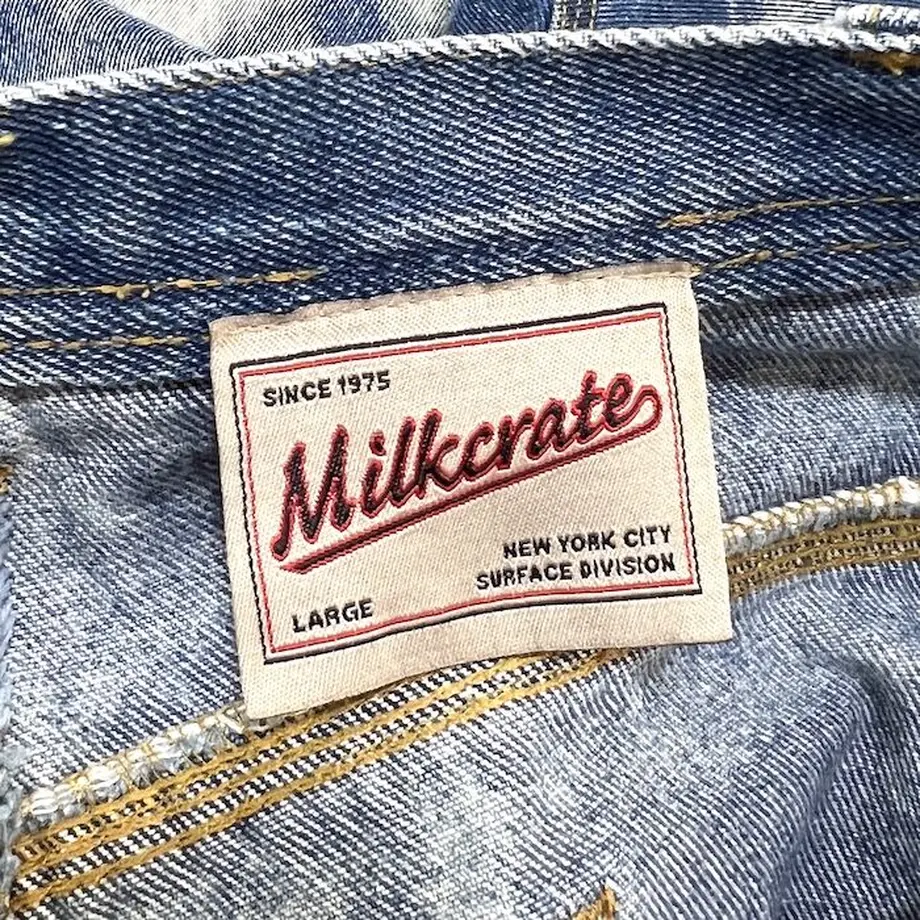 SINCE 1975
Milkcrate
NEW YORK CITY
SURFACE DIVISION
LARGE